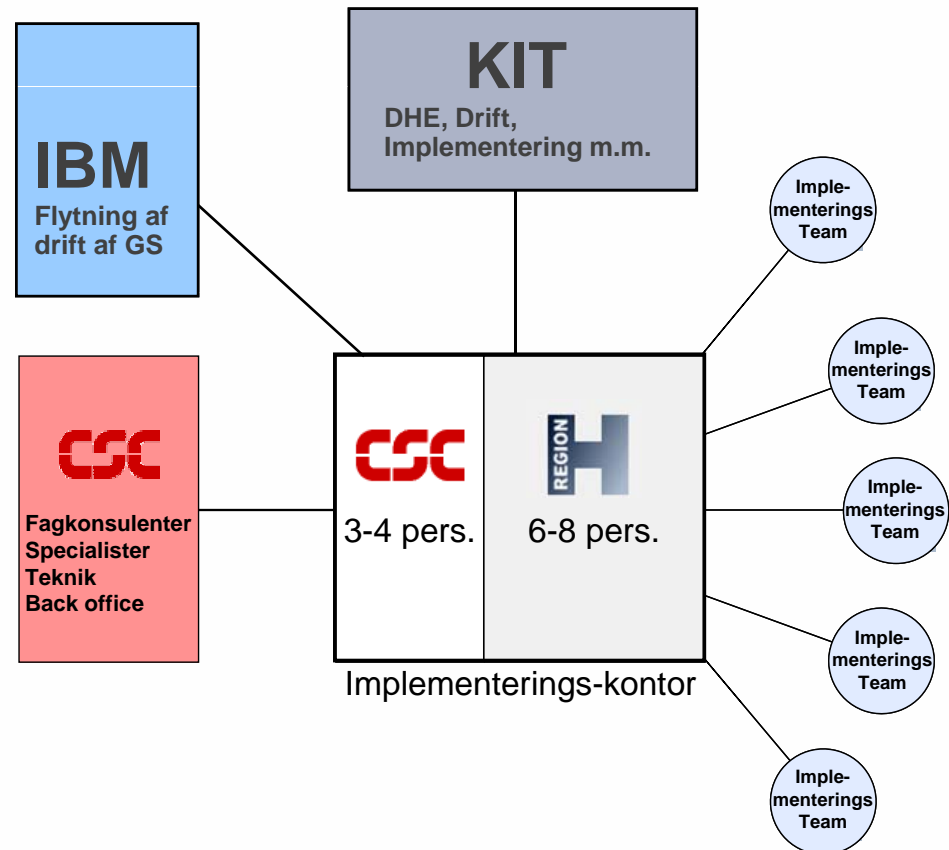 KIT
DHE, Drift,
Implementering m.m.
IBM
Flytning af
drift af GS
Imple-
menterings
Team
Imple-
menterings
Team
CSC
Fagkonsulenter
Specialister
Teknik
Back office
CSC
3-4 pers.
REGION H
6-8 pers.
Implementerings-kontor
Imple-
menterings
Team
Imple-
menterings
Team
Imple-
menterings
Team